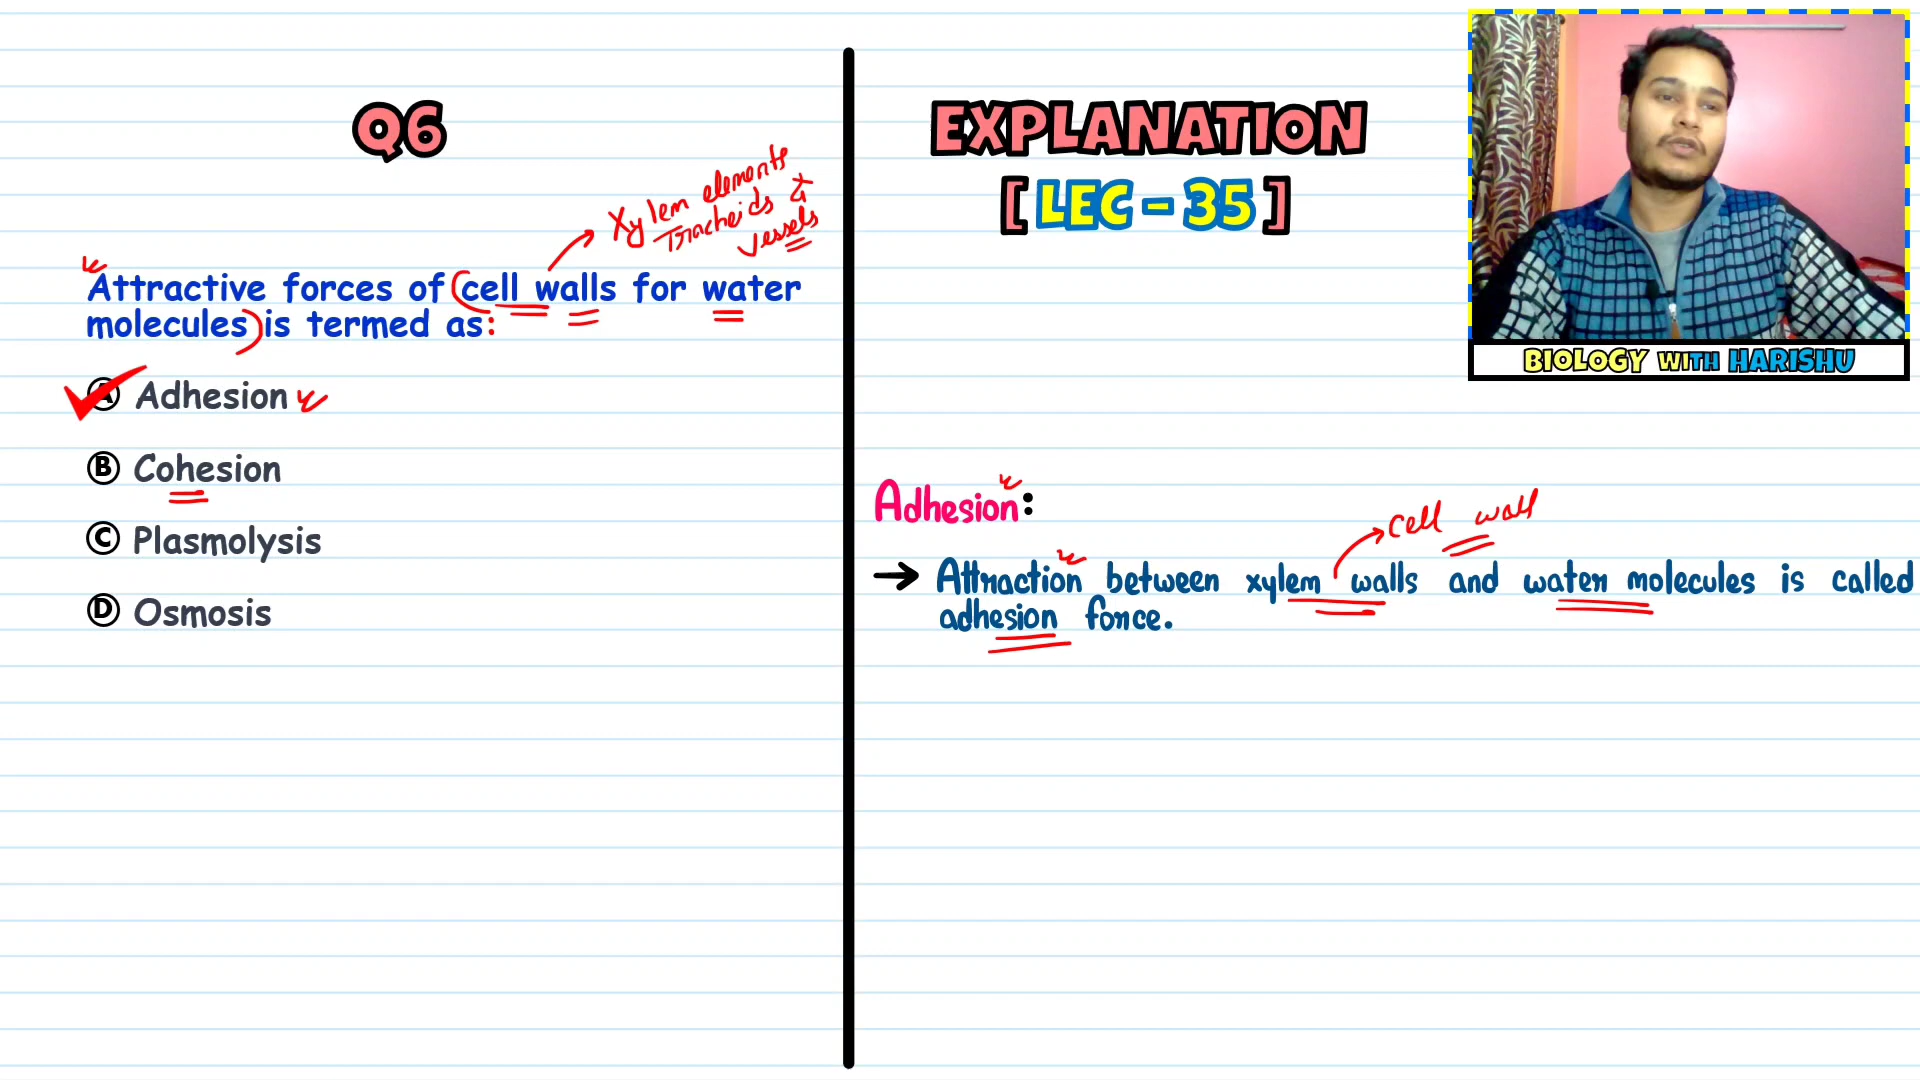 Q6
Xylem elements
Tracheids &
vessels
Attractive forces of cell walls for water
molecules is termed as:
A Adhesion
B Cohesion
C Plasmolysis
D Osmosis
EXPLANATION
[ LEC - 35 ]
BIOLOGY WITH HARISHU
Adhesion:
cell wall
→ Attraction between xylem walls and water molecules is called
adhesion force.